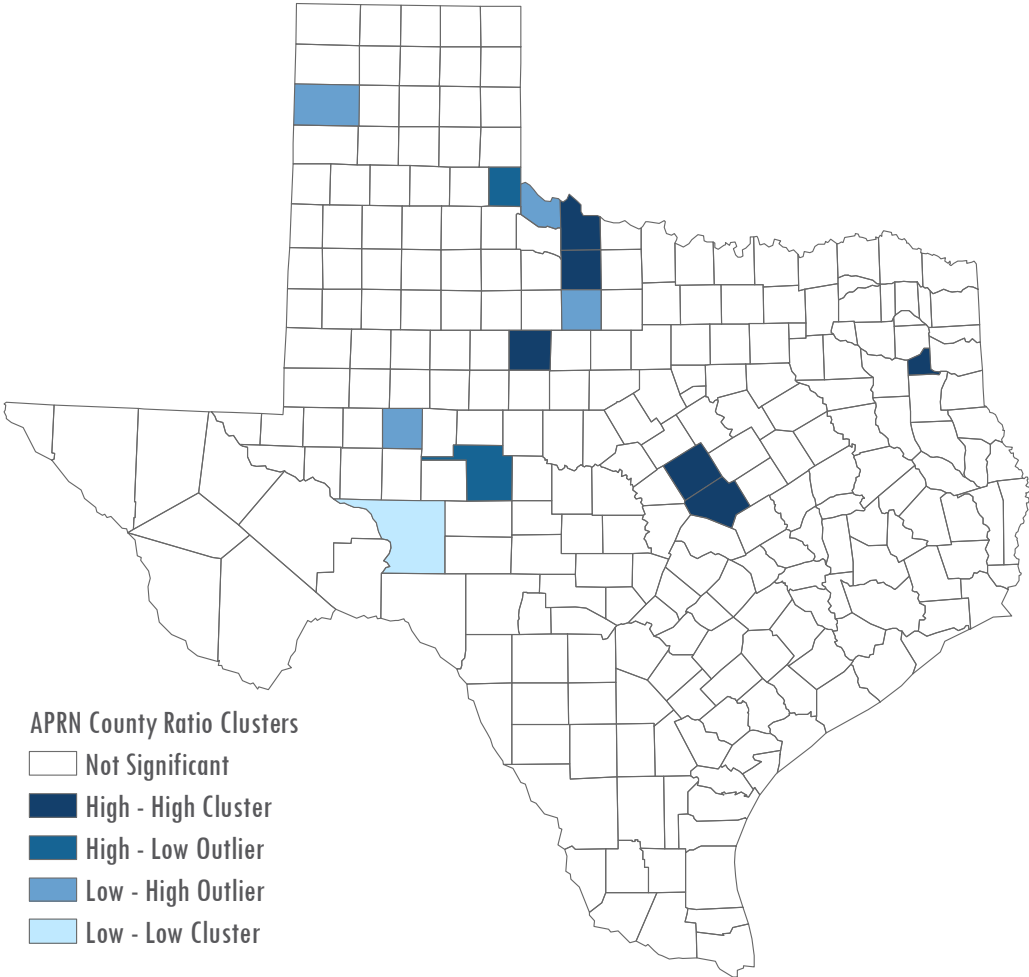 APRN County Ratio Clusters
Not Significant
High - High Cluster
High - Low Outlier
Low - High Outlier
Low - Low Cluster